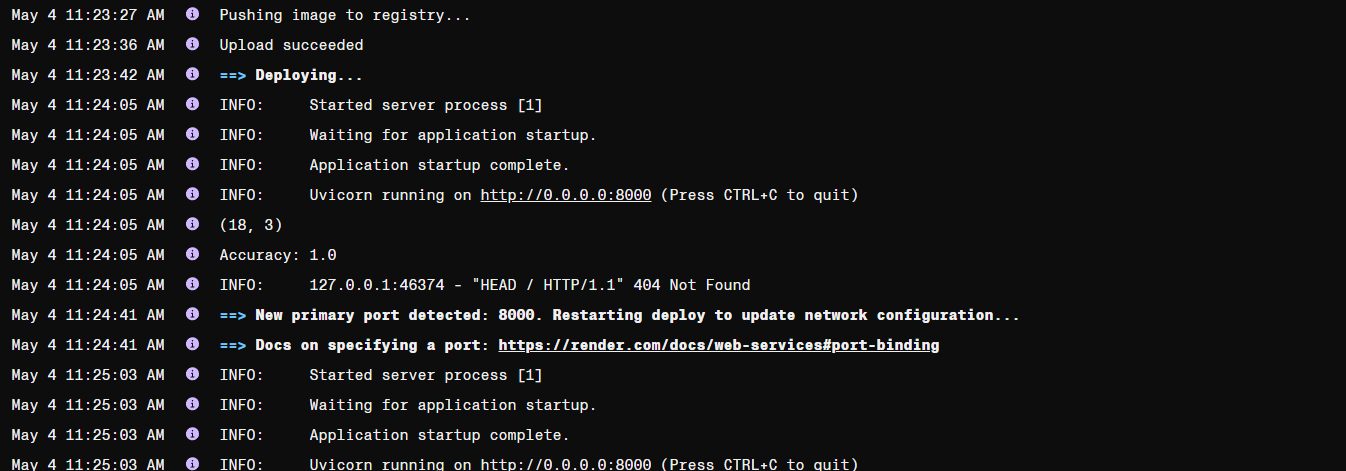 May 4 11:23:27 AM Pushing image to registry...
May 4 11:23:36 AM Upload succeeded
May 4 11:23:42 AM ==> Deploying...
May 4 11:24:05 AM INFO: Started server process [1]
May 4 11:24:05 AM INFO: Waiting for application startup.
May 4 11:24:05 AM INFO: Application startup complete.
May 4 11:24:05 AM INFO: Uvicorn running on http://0.0.0.0:8000 (Press CTRL+C to quit)
May 4 11:24:05 AM (18, 3)
May 4 11:24:05 AM Accuracy: 1.0
May 4 11:24:05 AM INFO: 127.0.0.1:46374 - "HEAD / HTTP/1.1" 404 Not Found
May 4 11:24:41 AM ==> New primary port detected: 8000. Restarting deploy to update network configuration...
May 4 11:24:41 AM ==> Docs on specifying a port: https://render.com/docs/web-services#port-binding
May 4 11:25:03 AM INFO: Started server process [1]
May 4 11:25:03 AM INFO: Waiting for application startup.
May 4 11:25:03 AM INFO: Application startup complete.
May 4 11:25:03 AM INFO: Uvicorn running on http://0.0.0.0:8000 (Press CTRL+C to quit)